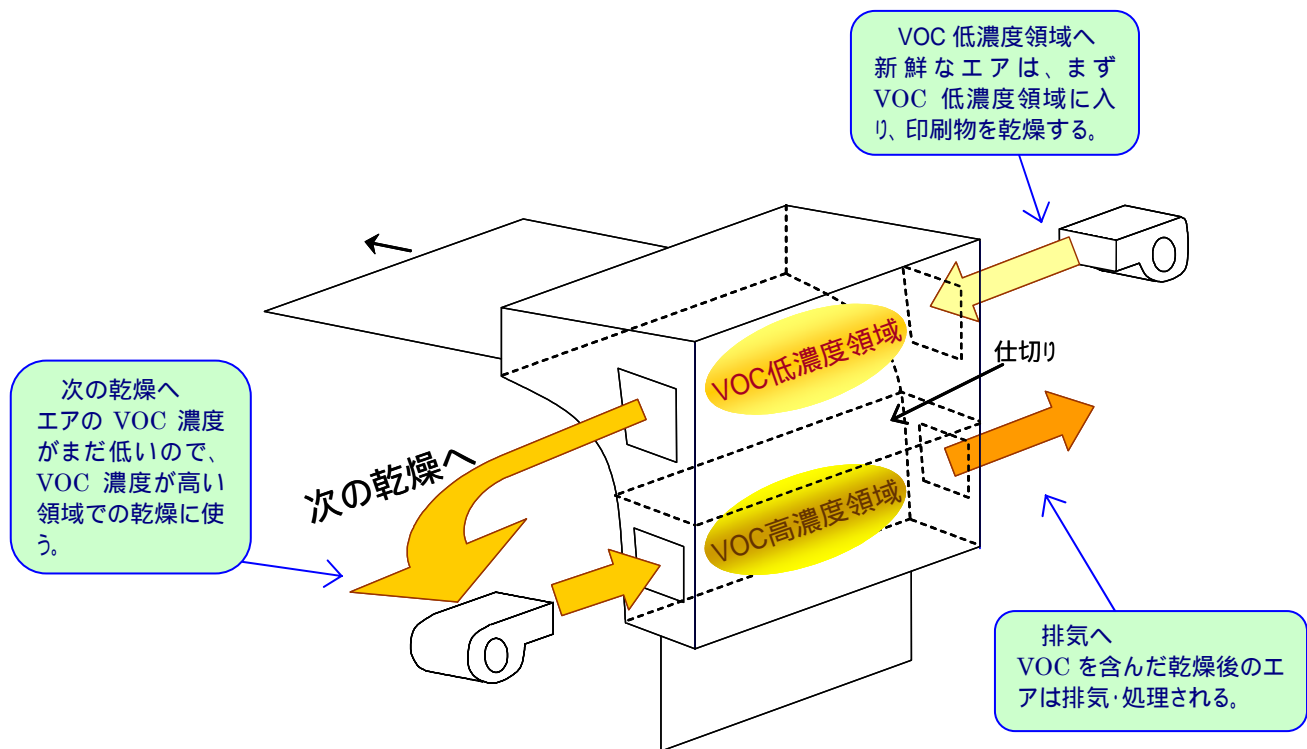 VOC 低濃度領域へ
新鮮なエアは、まず
VOC 低濃度領域に入
り、印刷物を乾燥する。
VOC低濃度領域
仕切り
次の乾燥へ
エアの VOC 濃度
がまだ低いので、
VOC 濃度が高い
領域での乾燥に使
う。
次の乾燥へ
VOC高濃度領域
排気へ
VOC を含んだ乾燥後のエ
アは排気・処理される。